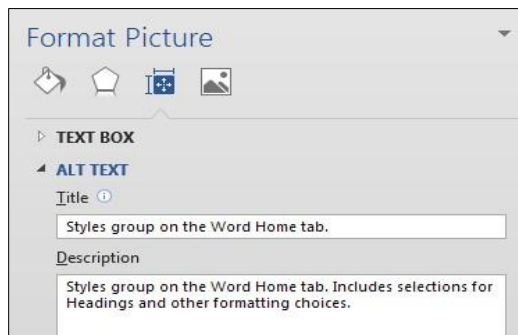 Format Picture
TEXT BOX
ALT TEXT
Title
Styles group on the Word Home tab.
Description
Styles group on the Word Home tab. Includes selections for
Headings and other formatting choices.